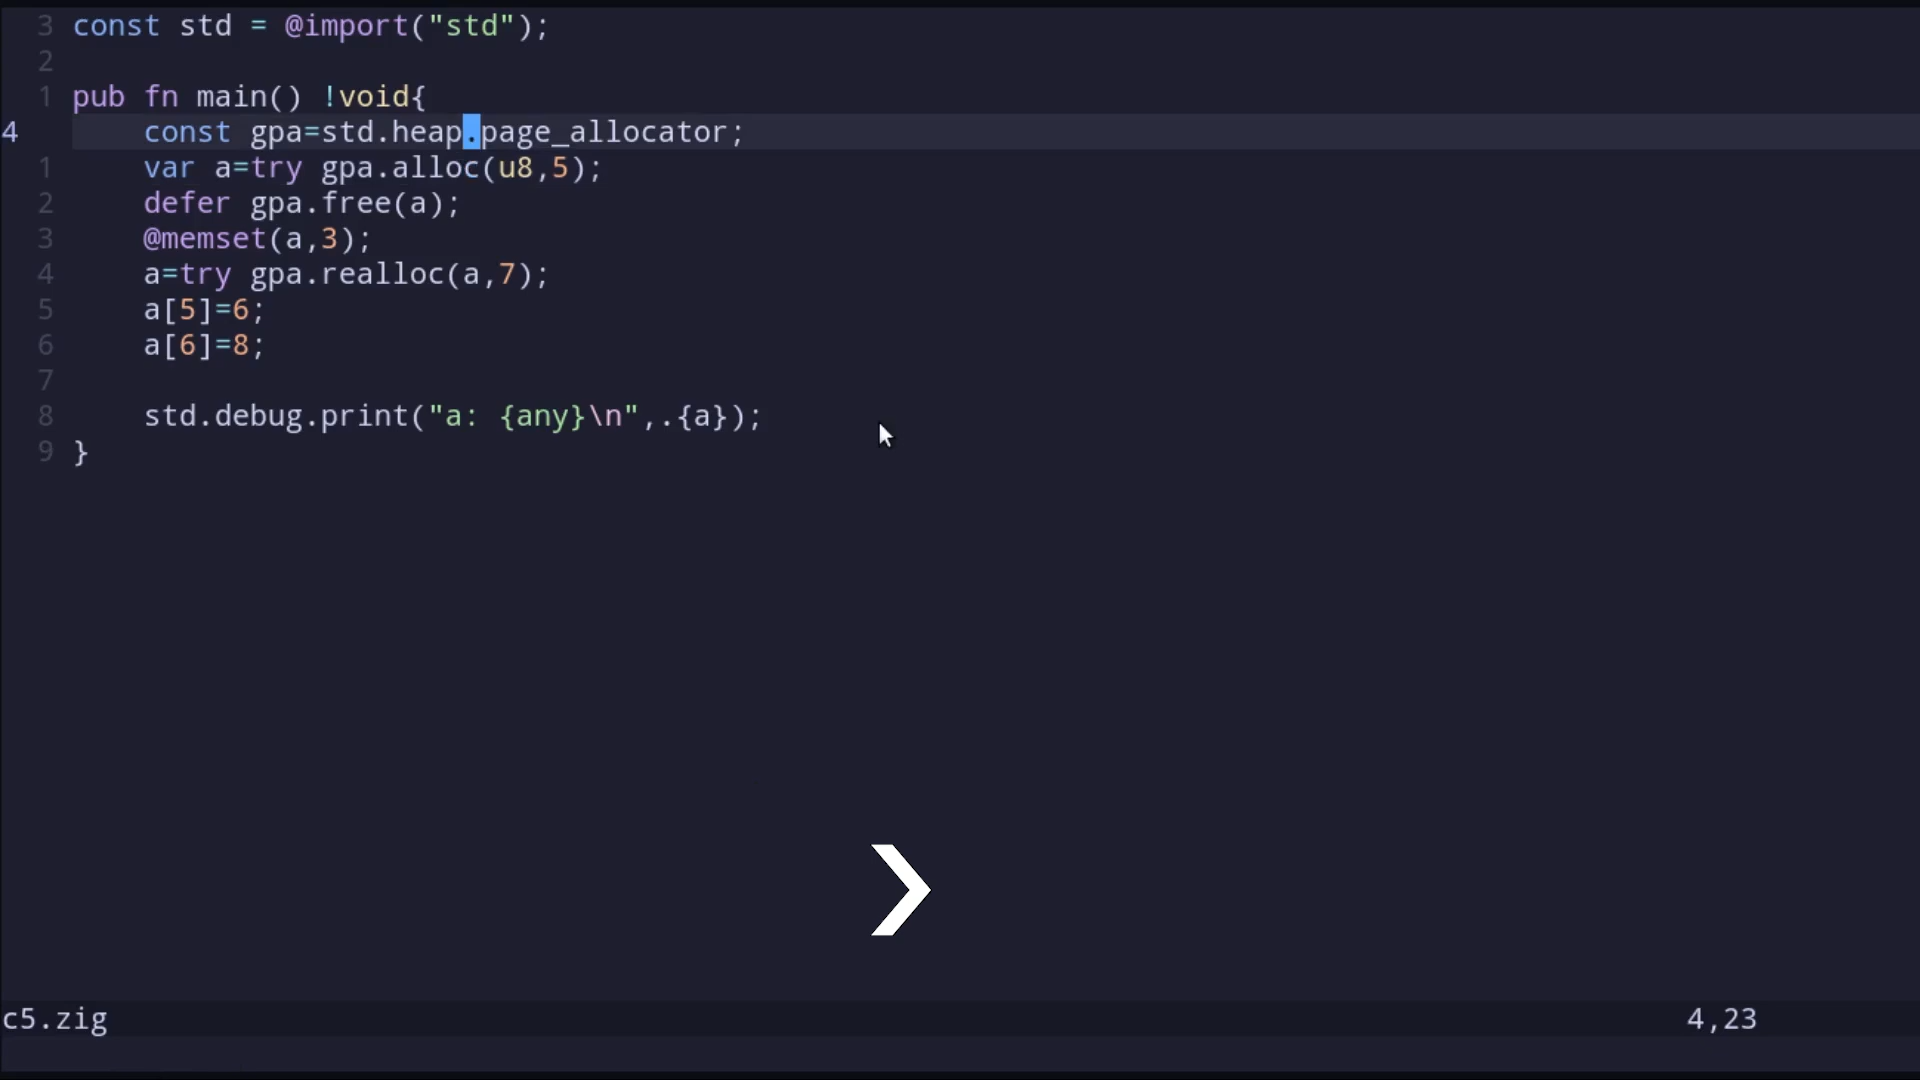 3 const std = @import("std");
2
1 pub fn main() !void{
4     const gpa=std.heap.page_allocator;
1     var a=try gpa.alloc(u8,5);
2     defer gpa.free(a);
3     @memset(a,3);
4     a=try gpa.realloc(a,7);
5     a[5]=6;
6     a[6]=8;
7
8     std.debug.print("a: {any}\n",.{a});
9 }
c5.zig 4,23